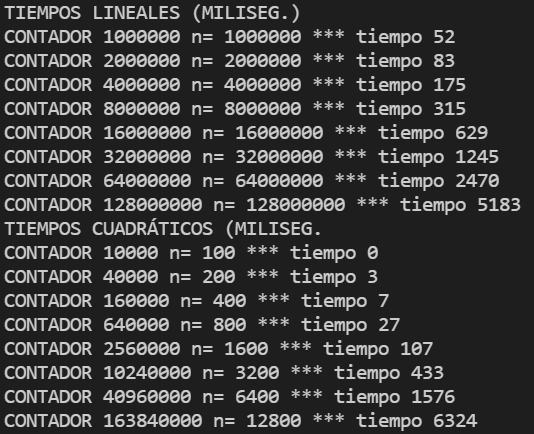 TIEMPOS LINEALES (MILISEG.)
CONTADOR 1000000 n= 1000000 *** tiempo 52
CONTADOR 2000000 n= 2000000 *** tiempo 83
CONTADOR 4000000 n= 4000000 *** tiempo 175
CONTADOR 8000000 n= 8000000 *** tiempo 315
CONTADOR 16000000 n= 16000000 *** tiempo 629
CONTADOR 32000000 n= 32000000 *** tiempo 1245
CONTADOR 64000000 n= 64000000 *** tiempo 2470
CONTADOR 128000000 n= 128000000 *** tiempo 5183
TIEMPOS CUADRÁTICOS (MILISEG.
CONTADOR 10000 n= 100 *** tiempo 0
CONTADOR 40000 n= 200 *** tiempo 3
CONTADOR 160000 n= 400 *** tiempo 7
CONTADOR 640000 n= 800 *** tiempo 27
CONTADOR 2560000 n= 1600 *** tiempo 107
CONTADOR 10240000 n= 3200 *** tiempo 433
CONTADOR 40960000 n= 6400 *** tiempo 1576
CONTADOR 163840000 n= 12800 *** tiempo 6324